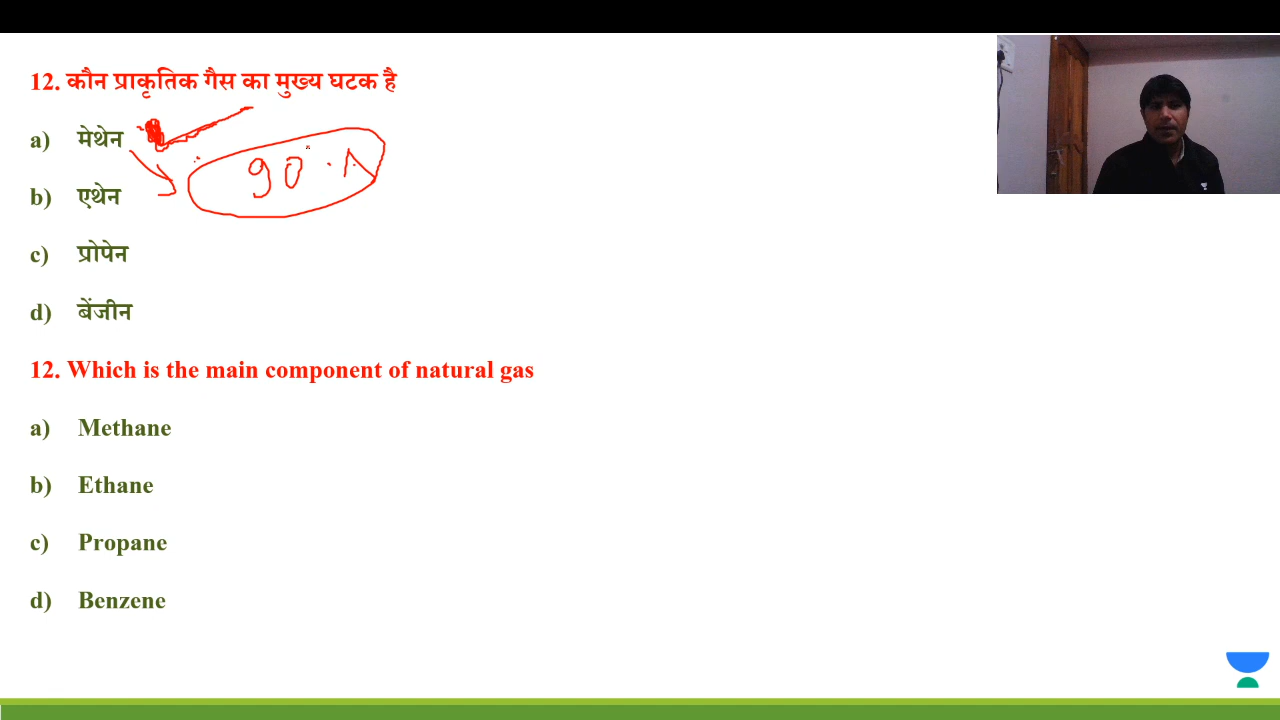 12. कौन प्राकृतिक गैस का मुख्य घटक है
a) मेथेन
90
b) एथेन
c) प्रोपेन
d) बेंजीन
12. Which is the main component of natural gas
a) Methane
b) Ethane
c) Propane
d) Benzene